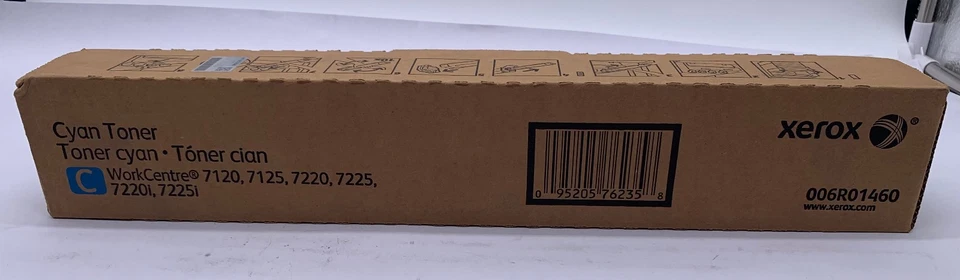 Cyan Toner
Toner cyan • Tóner cian
C
WorkCentre® 7120, 7125, 7220, 7225,
7220i, 7225i
0 95205 76235 8
xerox ®
006R01460
www.xerox.com